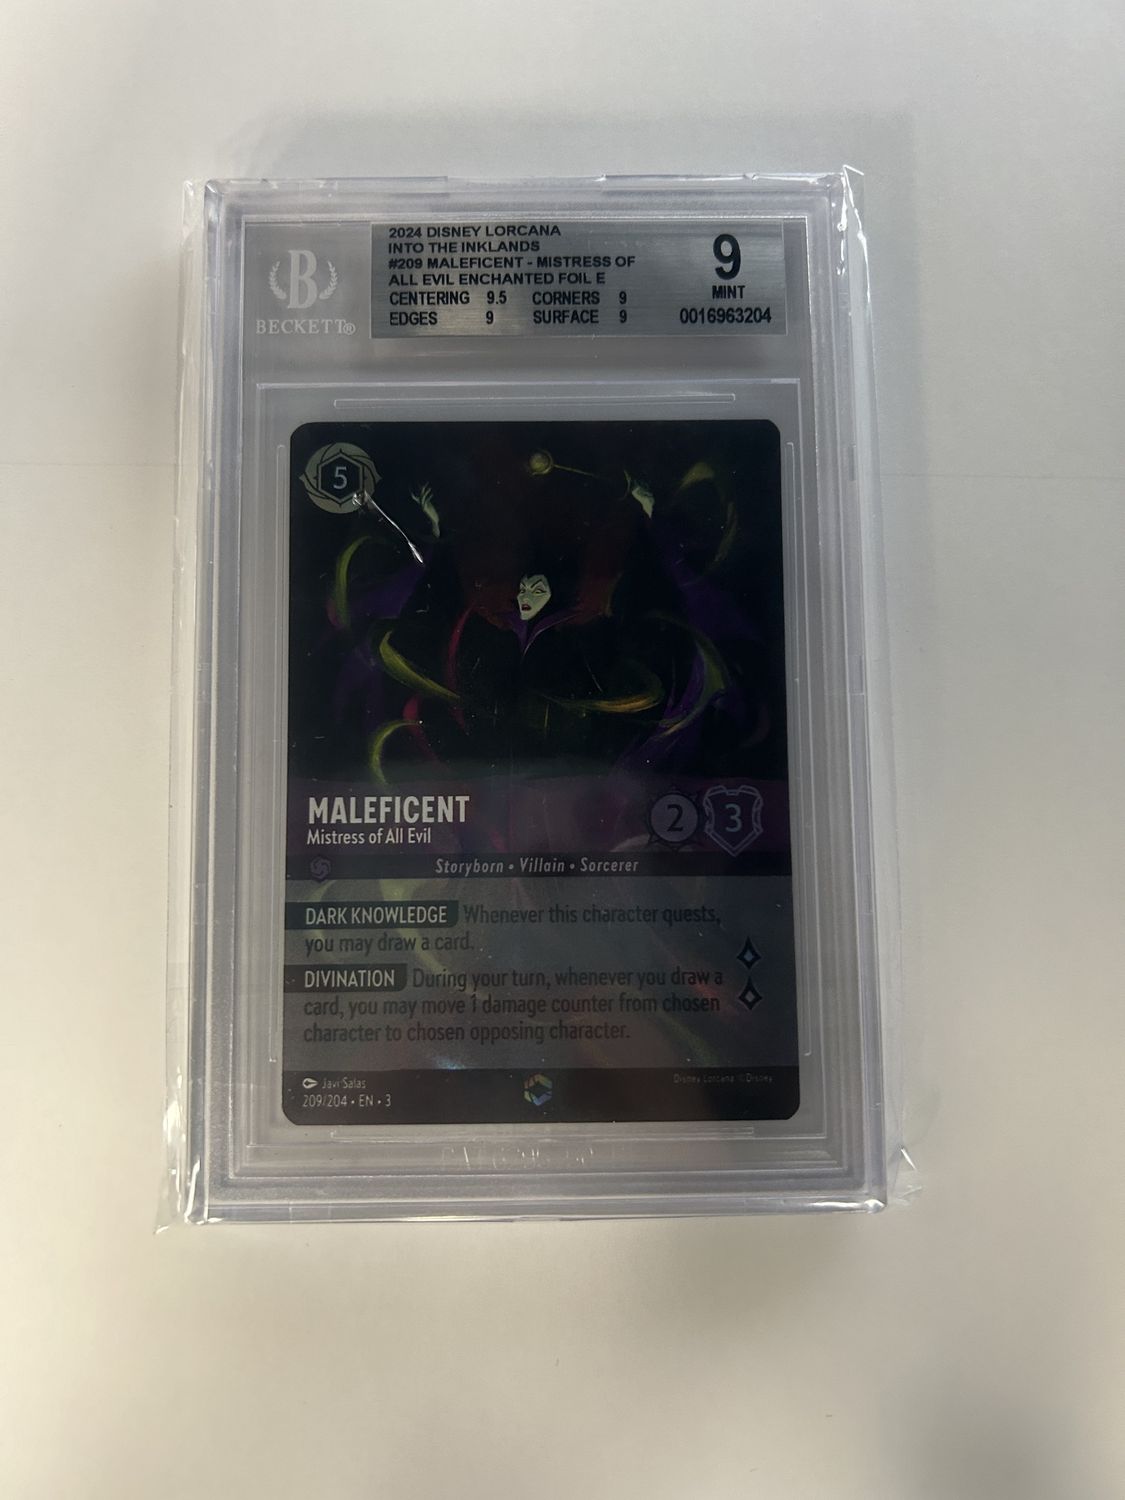 B
BECKETT®
2024 DISNEY LORCANA
INTO THE INKLANDS
#209 MALEFICENT - MISTRESS OF
ALL EVIL ENCHANTED FOIL E
CENTERING 9.5 CORNERS 9
EDGES 9 SURFACE 9
9
MINT
0016963204
5
MALEFICENT
Mistress of All Evil
2 3
Storyborn • Villain • Sorcerer
DARK KNOWLEDGE Whenever this character quests,
you may draw a card.
DIVINATION During your turn, whenever you draw a
card, you may move 1 damage counter from chosen
character to chosen opposing character.
Javi Salas
Disney Lorcana ©Disney
209/204 • EN • 3